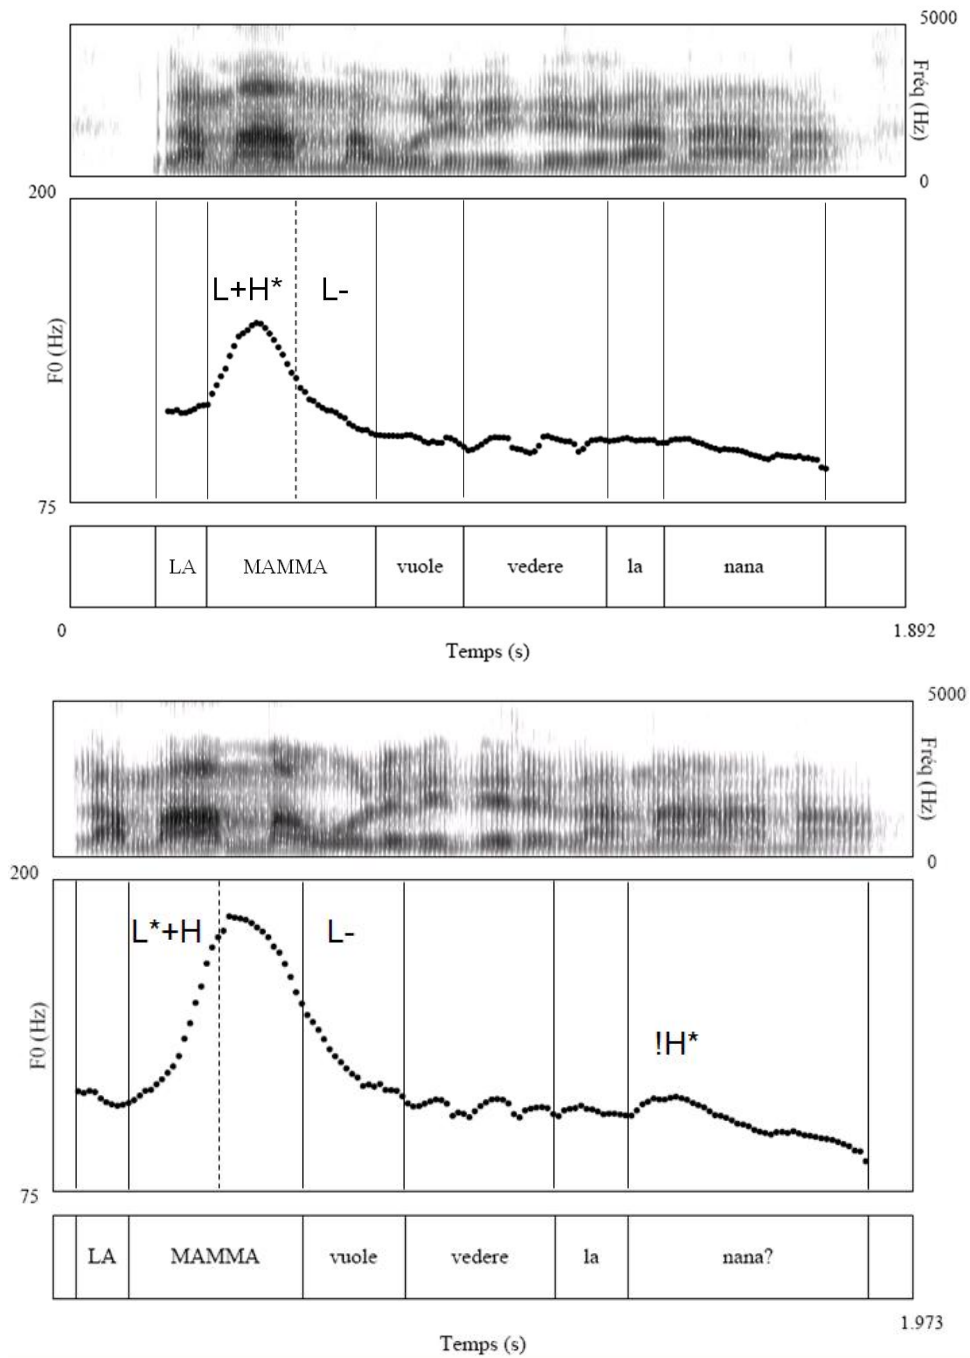 5000
Fréq (Hz)
0
200
L+H* L-
F0 (Hz)
75
LA MAMMA vuole vedere la nana
0 1.892
Temps (s)
5000
Fréq (Hz)
0
200
L*+H L-
!H*
F0 (Hz)
75
LA MAMMA vuole vedere la nana?
1.973
Temps (s)